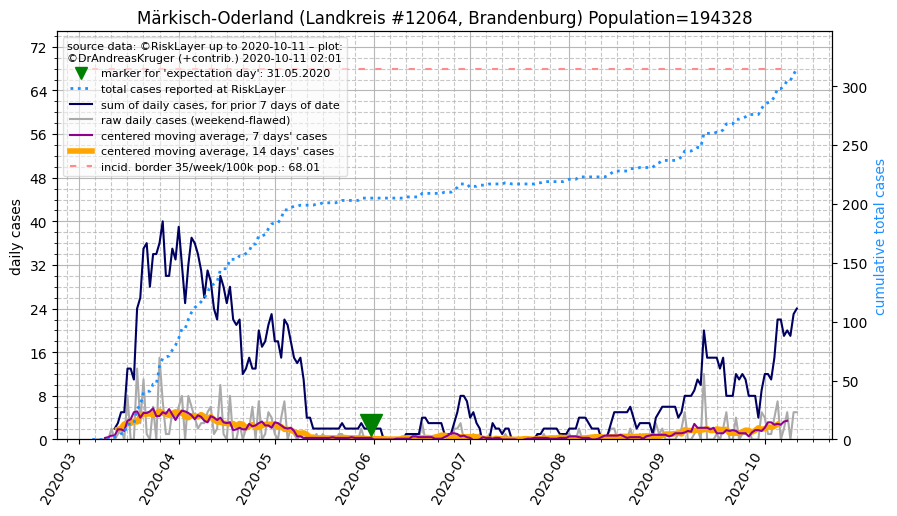 Märkisch-Oderland (Landkreis #12064, Brandenburg) Population=194328
source data: ©RiskLayer up to 2020-10-11 – plot:
©DrAndreasKruger (+contrib.) 2020-10-11 02:01
marker for 'expectation day': 31.05.2020
total cases reported at RiskLayer
sum of daily cases, for prior 7 days of date
raw daily cases (weekend-flawed)
centered moving average, 7 days' cases
centered moving average, 14 days' cases
incid. border 35/week/100k pop.: 68.01
daily cases
72
64
56
48
40
32
24
16
8
0
300
250
200
150
100
50
0
cumulative total cases
2020-03
2020-04
2020-05
2020-06
2020-07
2020-08
2020-09
2020-10